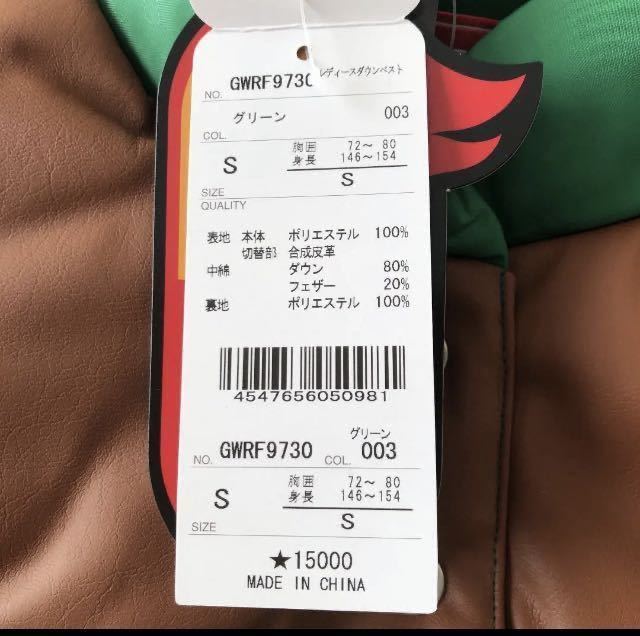 NO. GWRF9730 レディースダウンベスト
グリーン 003
COL.
S 胸囲 72～ 80
身長 146～154
SIZE S
QUALITY
表地 本体 ポリエステル 100%
切替部 合成皮革
中綿 ダウン 80%
フェザー 20%
裏地 ポリエステル 100%
4547656050981
グリーン
NO. GWRF9730 COL. 003
S 胸囲 72～ 80
身長 146～154
SIZE S
★15000
MADE IN CHINA